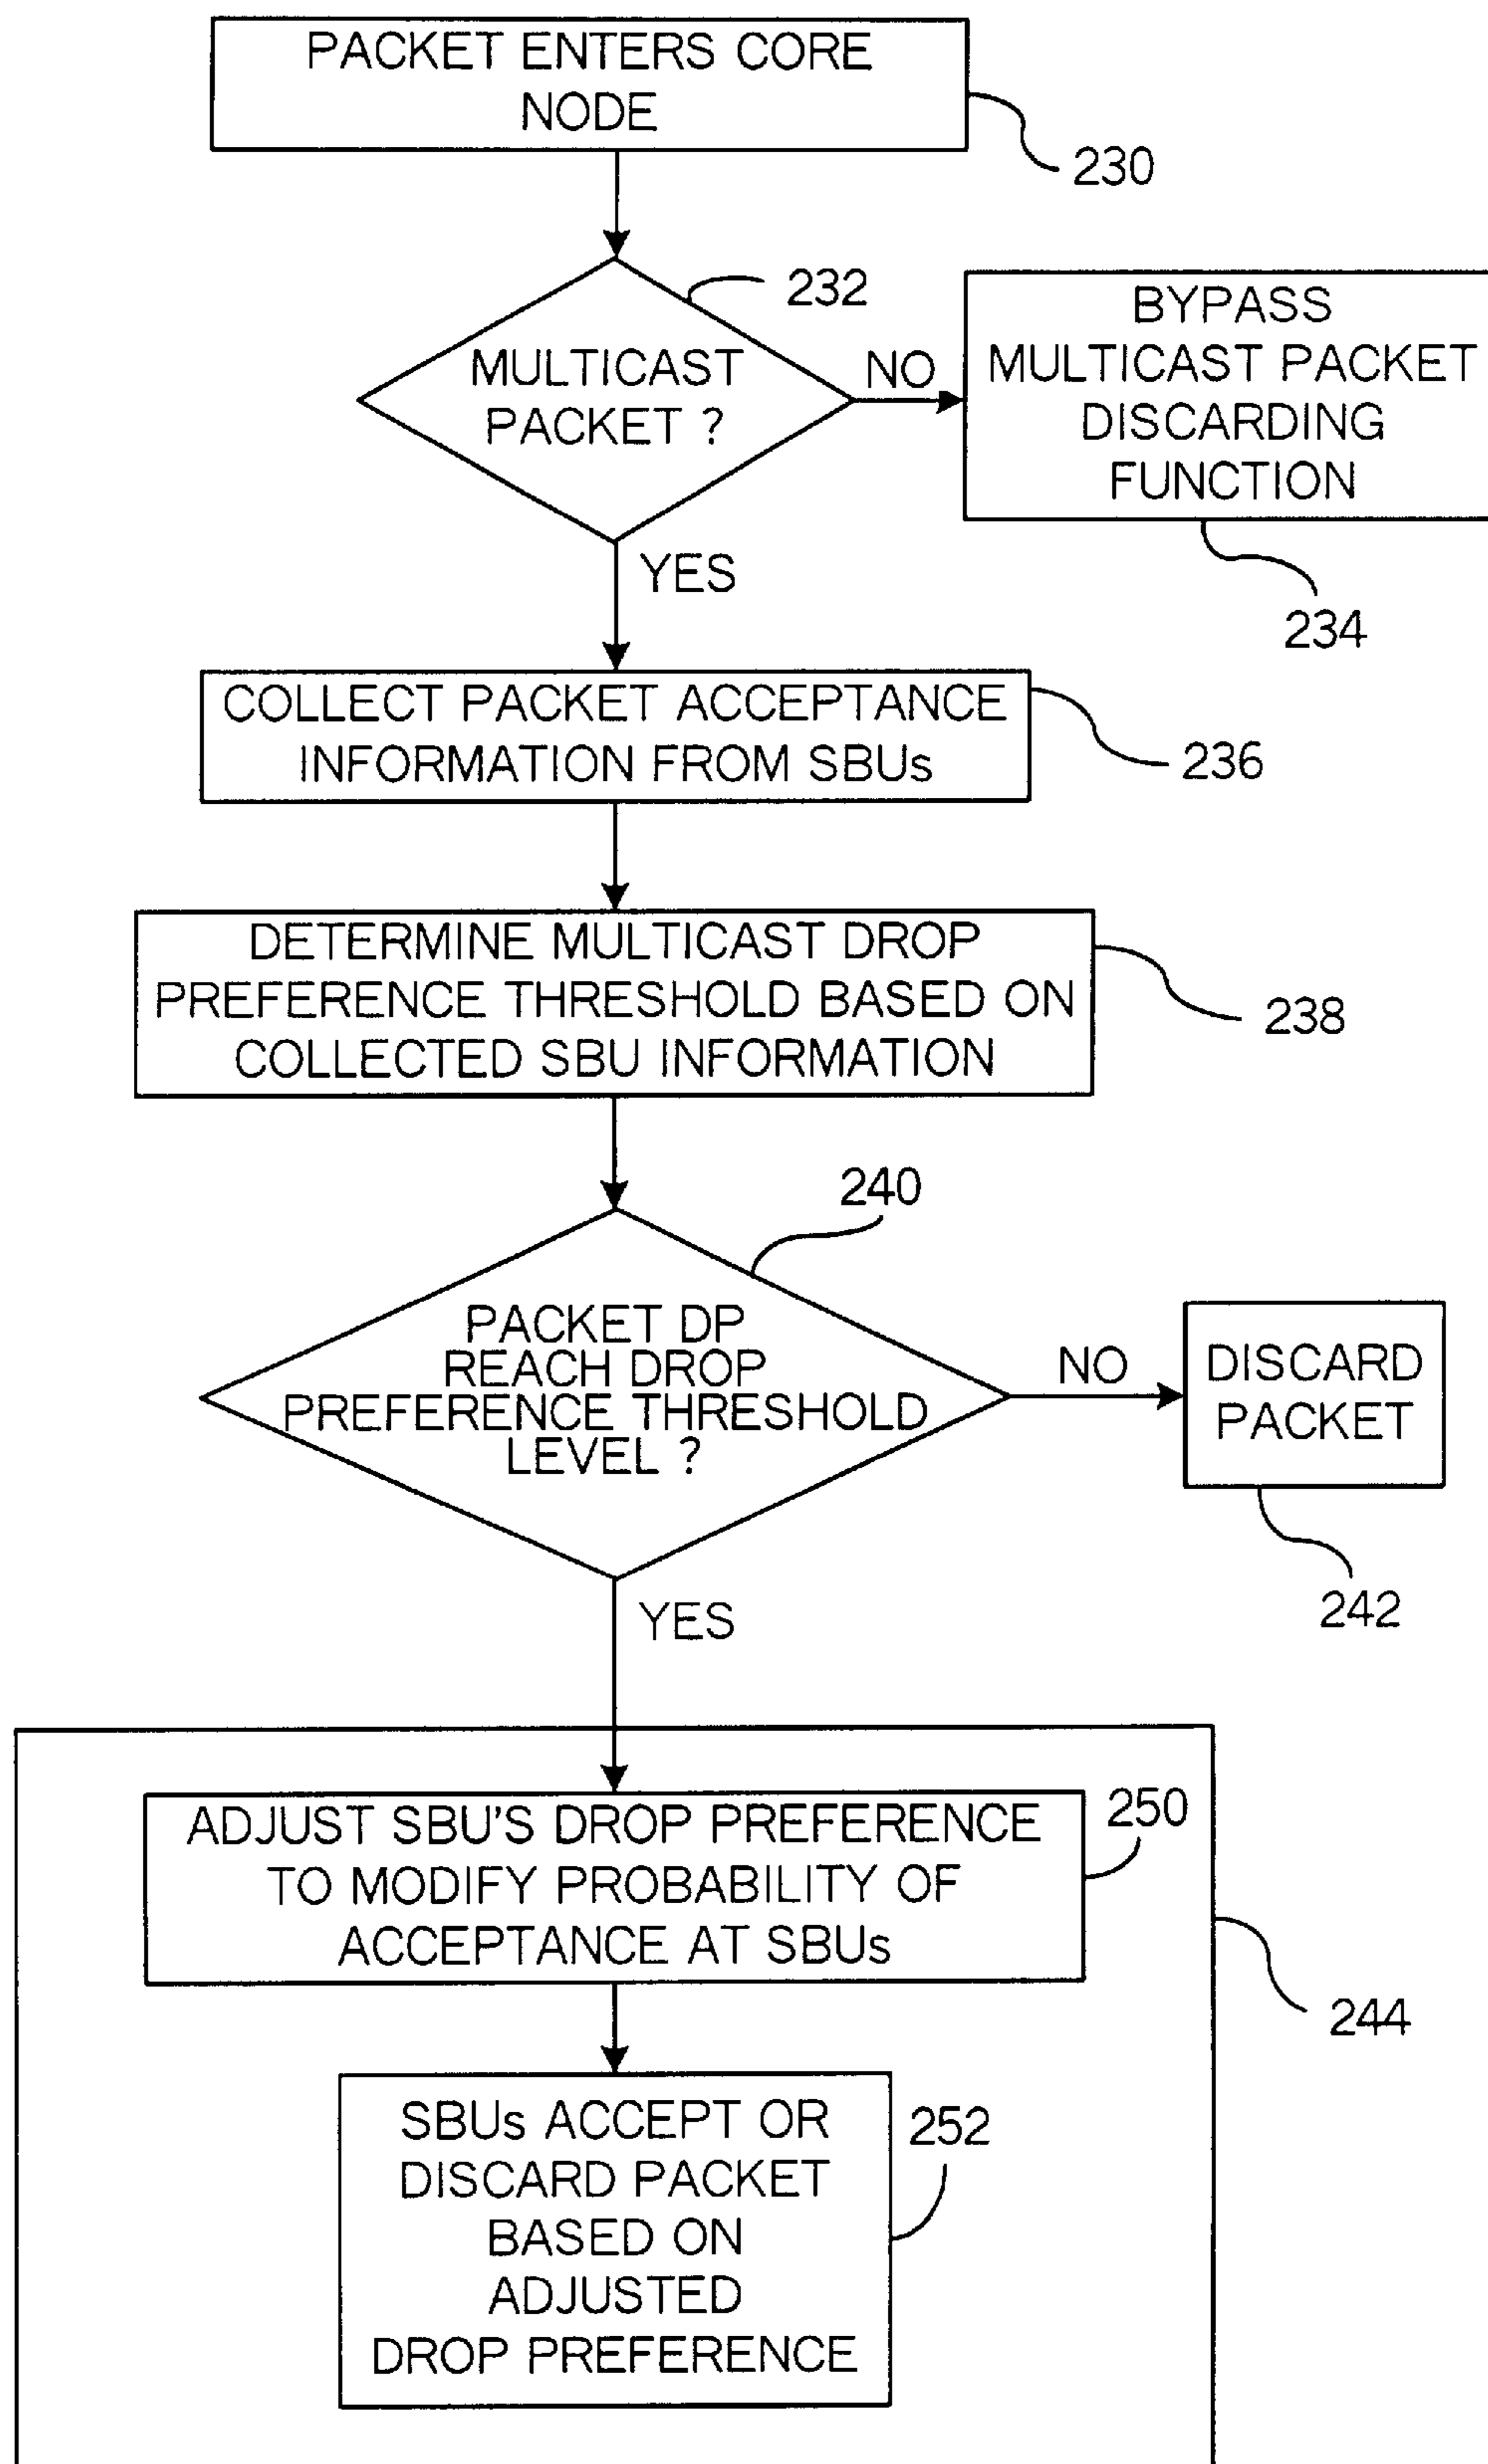 PACKET ENTERS CORE
NODE
230
232
MULTICAST
PACKET ?
NO
BYPASS
MULTICAST PACKET
DISCARDING
FUNCTION
234
YES
COLLECT PACKET ACCEPTANCE
INFORMATION FROM SBUs
236
DETERMINE MULTICAST DROP
PREFERENCE THRESHOLD BASED ON
COLLECTED SBU INFORMATION
238
240
PACKET DP
REACH DROP
PREFERENCE THRESHOLD
LEVEL ?
NO
DISCARD
PACKET
242
YES
ADJUST SBU'S DROP PREFERENCE
TO MODIFY PROBABILITY OF
ACCEPTANCE AT SBUs
250
244
SBUs ACCEPT OR
DISCARD PACKET
BASED ON
ADJUSTED
DROP PREFERENCE
252